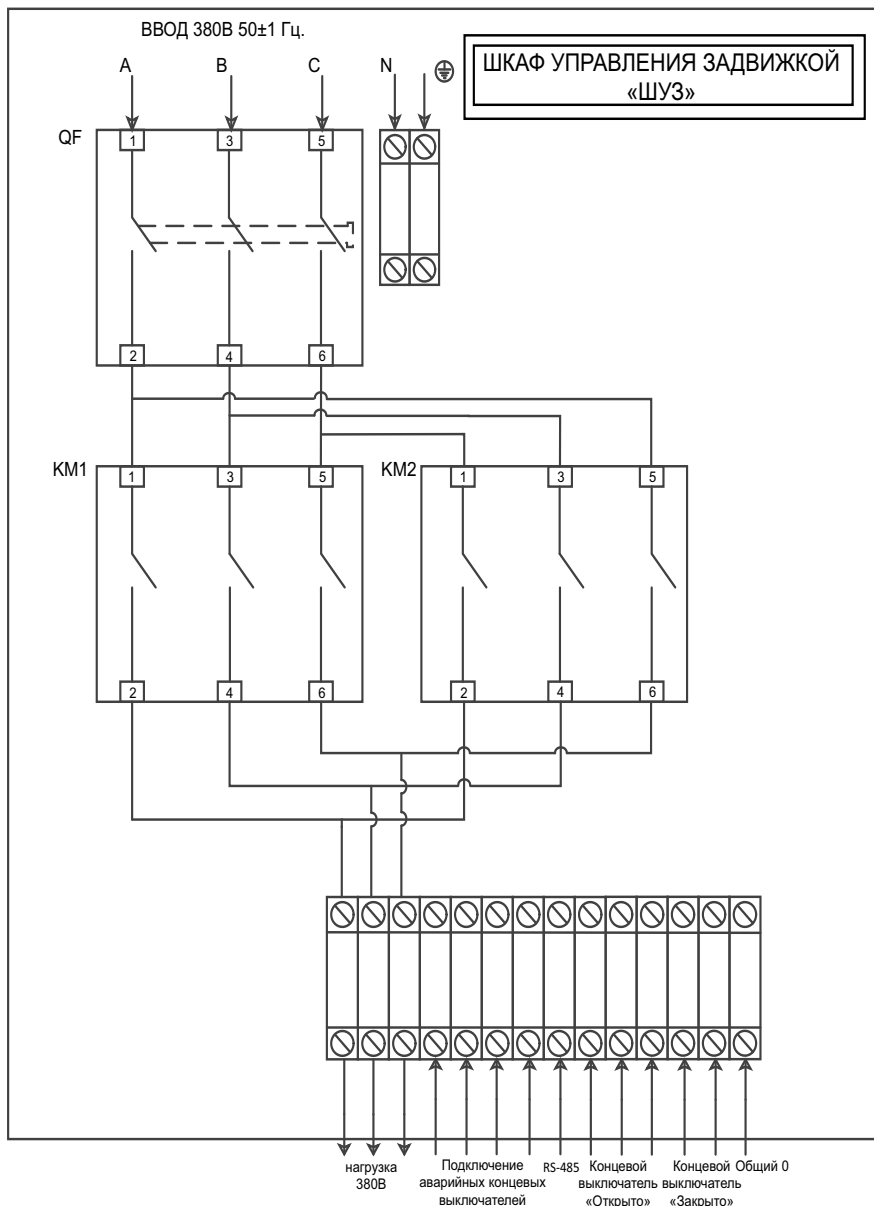 ВВОД 380В 50±1 Гц.
ШКАФ УПРАВЛЕНИЯ ЗАДВИЖКОЙ
«ШУЗ»
A B C N
QF
1 3 5
2 4 6
KM1
1 3 5
2 4 6
KM2
1 3 5
2 4 6
нагрузка
380В
Подключение
аварийных концевых
выключателей
RS-485
Концевой
выключатель
«Открыто»
Концевой
выключатель
«Закрыто»
Общий 0